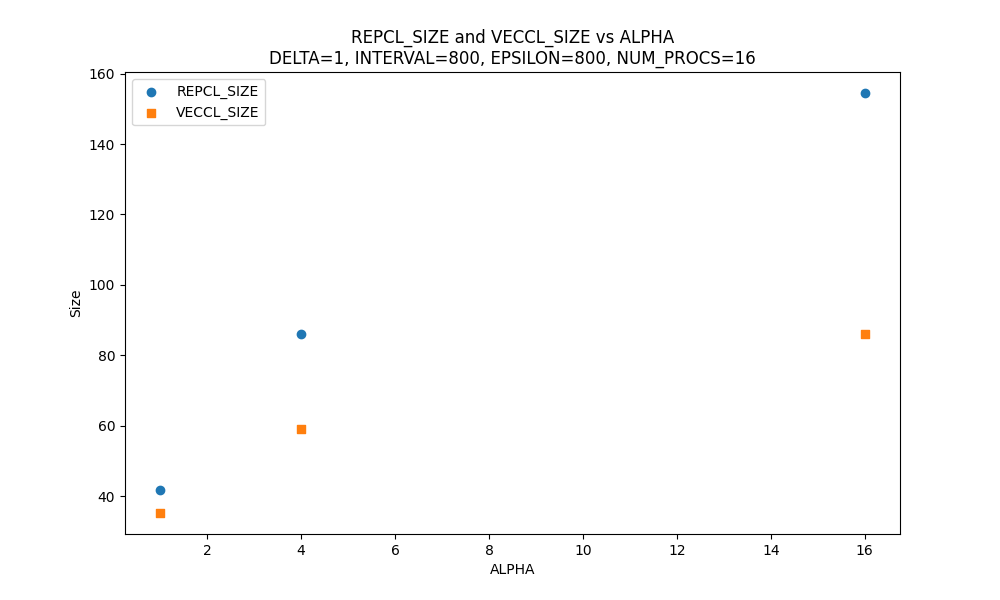 REPCL_SIZE and VECCL_SIZE vs ALPHA
DELTA=1, INTERVAL=800, EPSILON=800, NUM_PROCS=16
REPCL_SIZE
VECCL_SIZE
160
140
120
100
80
60
40
Size
2 4 6 8 10 12 14 16
ALPHA